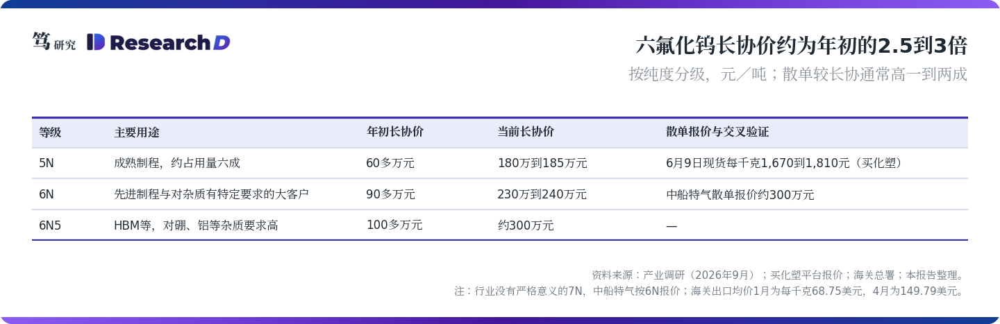 笃 研究 ResearchD
六氟化钨长协价约为年初的2.5到3倍
按纯度分级，元／吨；散单较长协通常高一到两成
等级 主要用途 年初长协价 当前长协价 散单报价与交叉验证
5N 成熟制程，约占用量六成 60多万元 180万到185万元 6月9日现货每千克1,670到1,810元（买化塑）
6N 先进制程与对杂质有特定要求的大客户 90多万元 230万到240万元 中船特气散单报价约300万元
6N5 HBM等，对硼、铝等杂质要求高 100多万元 约300万元 —
资料来源：产业调研（2026年9月）；买化塑平台报价；海关总署；本报告整理。
注：行业没有严格意义的7N，中船特气按6N报价；海关出口均价1月为每千克68.75美元，4月为149.79美元。